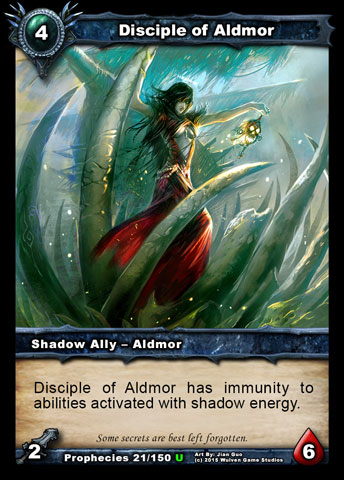 4
Disciple of Aldmor
Shadow Ally – Aldmor
Disciple of Aldmor has immunity to
abilities activated with shadow energy.
Some secrets are best left forgotten.
2
Prophecies 21/150 U
Art By: Jian Guo
(c) 2015 Wulven Game Studios
6